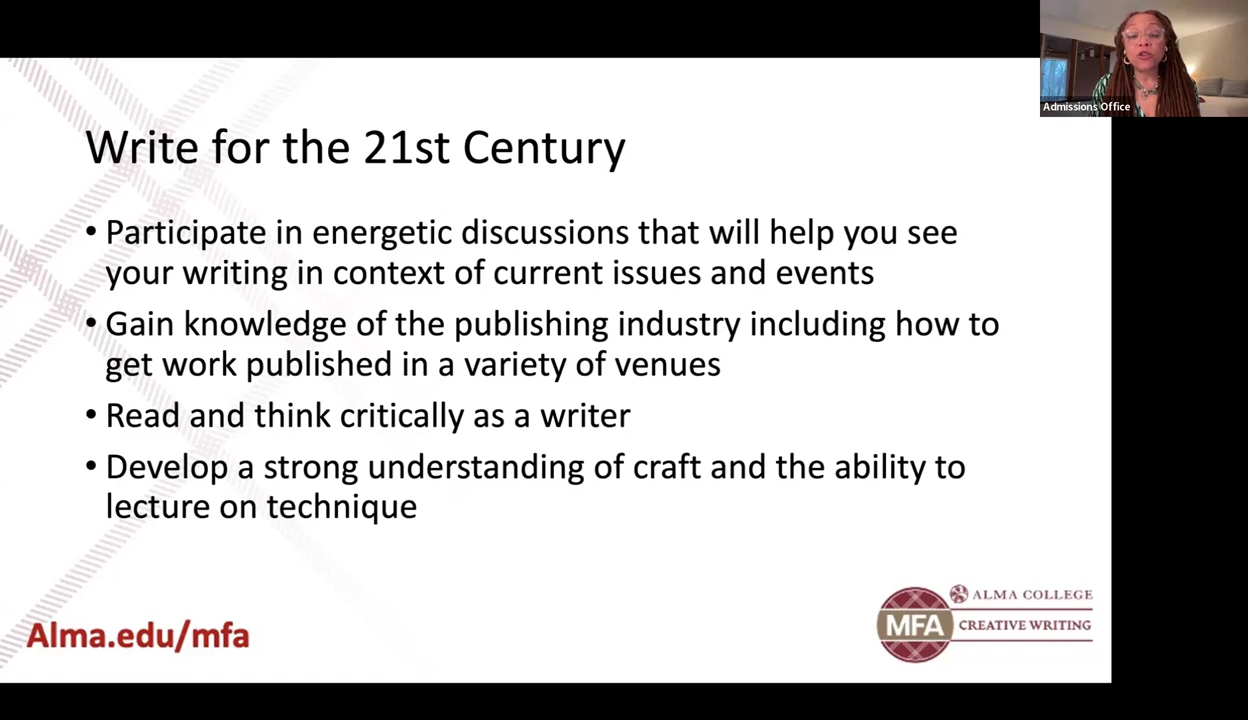 Admissions Office
Write for the 21st Century
• Participate in energetic discussions that will help you see
your writing in context of current issues and events
• Gain knowledge of the publishing industry including how to
get work published in a variety of venues
• Read and think critically as a writer
• Develop a strong understanding of craft and the ability to
lecture on technique
Alma.edu/mfa
MFA
ALMA COLLEGE
CREATIVE WRITING